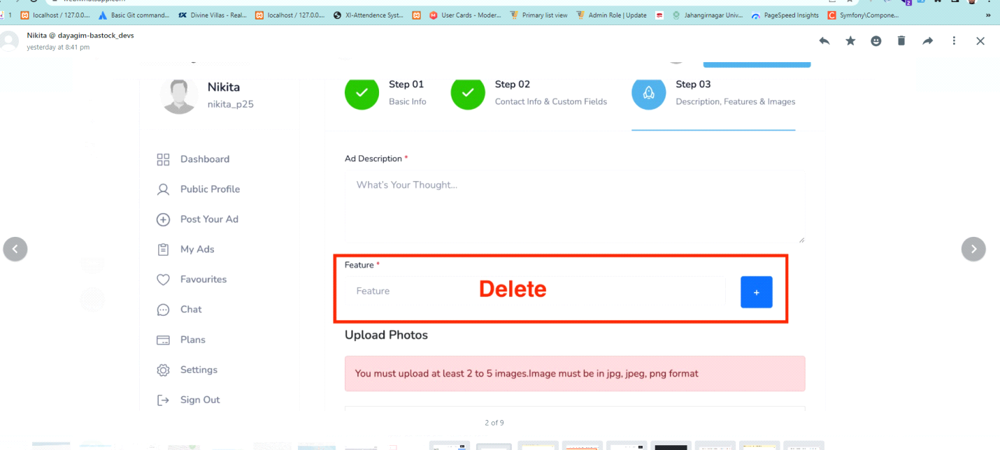 1 localhost / 127.0.0.... Basic Git command... Divine Villas - Real... localhost / 127.0.0.... XI-Attendence Syst... User Cards - Moder... Primary list view Admin Role | Update Jahangirnagar Univ... PageSpeed Insights Symfony\Compone... »
Nikita @ dayagim-bastock_devs
yesterday at 8:41 pm
Nikita
nikita_p25
Step 01
Basic Info
Step 02
Contact Info & Custom Fields
Step 03
Description, Features & Images
Dashboard
Public Profile
Post Your Ad
My Ads
Favourites
Chat
Plans
Settings
Sign Out
Ad Description *
What's Your Thought...
Feature *
Feature
Delete
+
Upload Photos
You must upload at least 2 to 5 images.Image must be in jpg, jpeg, png format
2 of 9